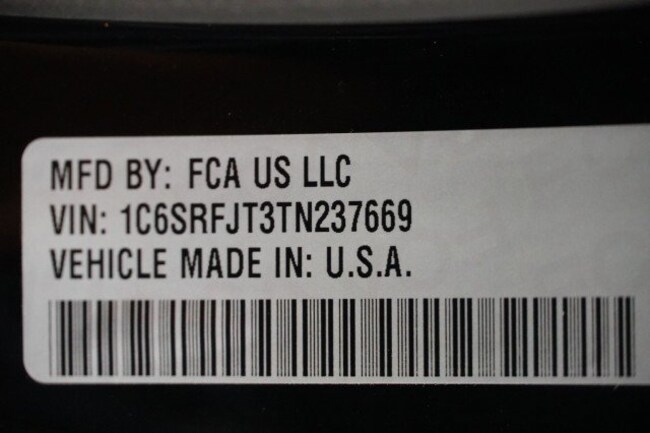 MFD BY: FCA US LLC
VIN: 1C6SRFJT3TN237669
VEHICLE MADE IN: U.S.A.